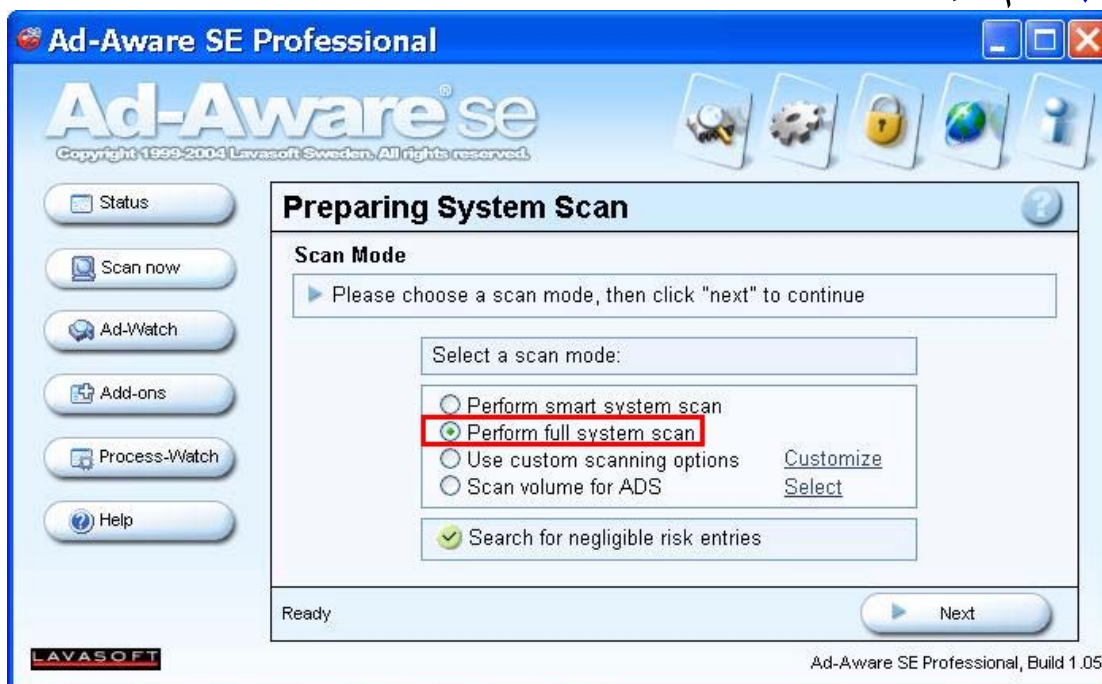 Ad-Aware SE Professional
Ad-Aware® se
Copyright 1999-2004 Lavasoft Sweden. All rights reserved.
Status
Scan now
Ad-Watch
Add-ons
Process-Watch
Help
Preparing System Scan
Scan Mode
Please choose a scan mode, then click "next" to continue
Select a scan mode:
Perform smart system scan
Perform full system scan
Use custom scanning options Customize
Scan volume for ADS Select
Search for negligible risk entries
Ready
Next
LAVASOFT
Ad-Aware SE Professional, Build 1.05